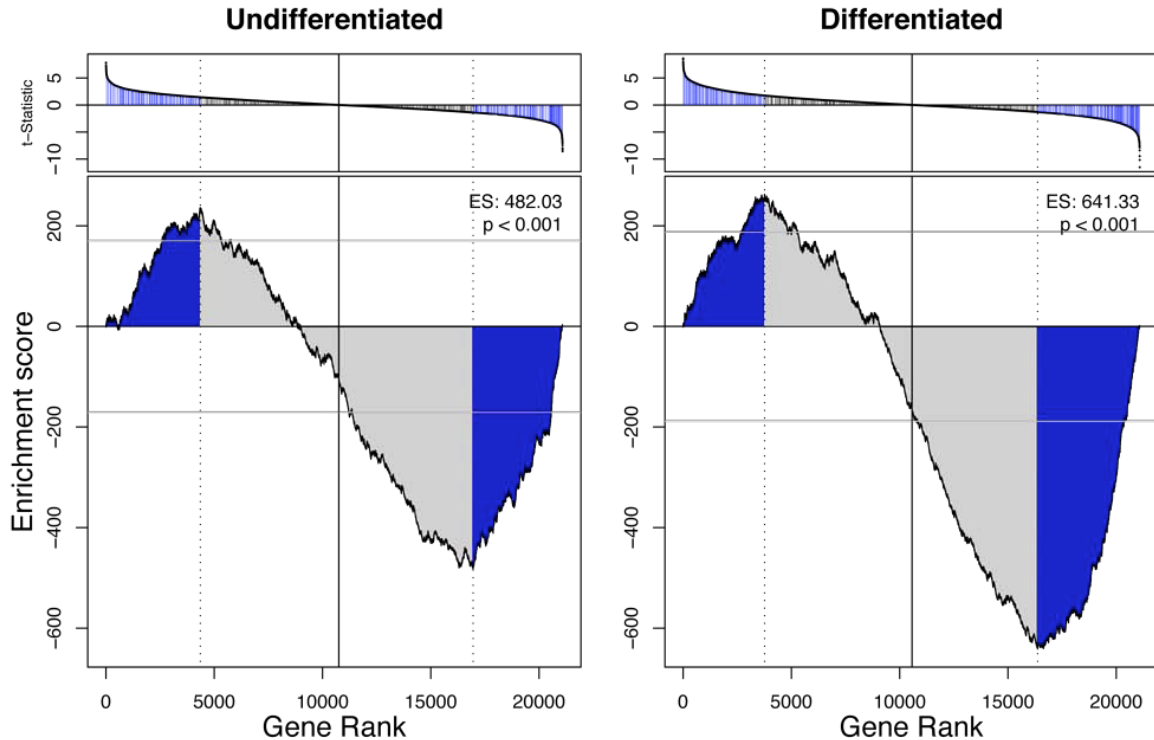 Undifferentiated
Differentiated
t−Statistic
5
0
−10
5
0
−10
ES: 482.03
p < 0.001
ES: 641.33
p < 0.001
Enrichment score
200
0
−200
−400
−600
200
0
−200
−400
−600
0 5000 10000 15000 20000
0 5000 10000 15000 20000
Gene Rank
Gene Rank